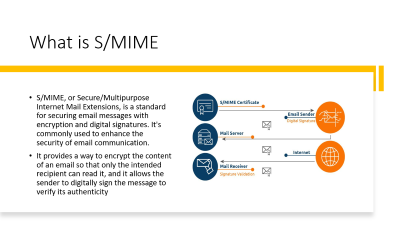 What is S/MIME
• S/MIME, or Secure/Multipurpose
Internet Mail Extensions, is a standard
for securing email messages with
encryption and digital signatures. It's
commonly used to enhance the
security of email communication.
• It provides a way to encrypt the content
of an email so that only the intended
recipient can read it, and it allows the
sender to digitally sign the message to
verify its authenticity
S/MIME Certificate
Email Sender
Digital Signature
Mail Server
Internet
Mail Receiver
Signature Validation